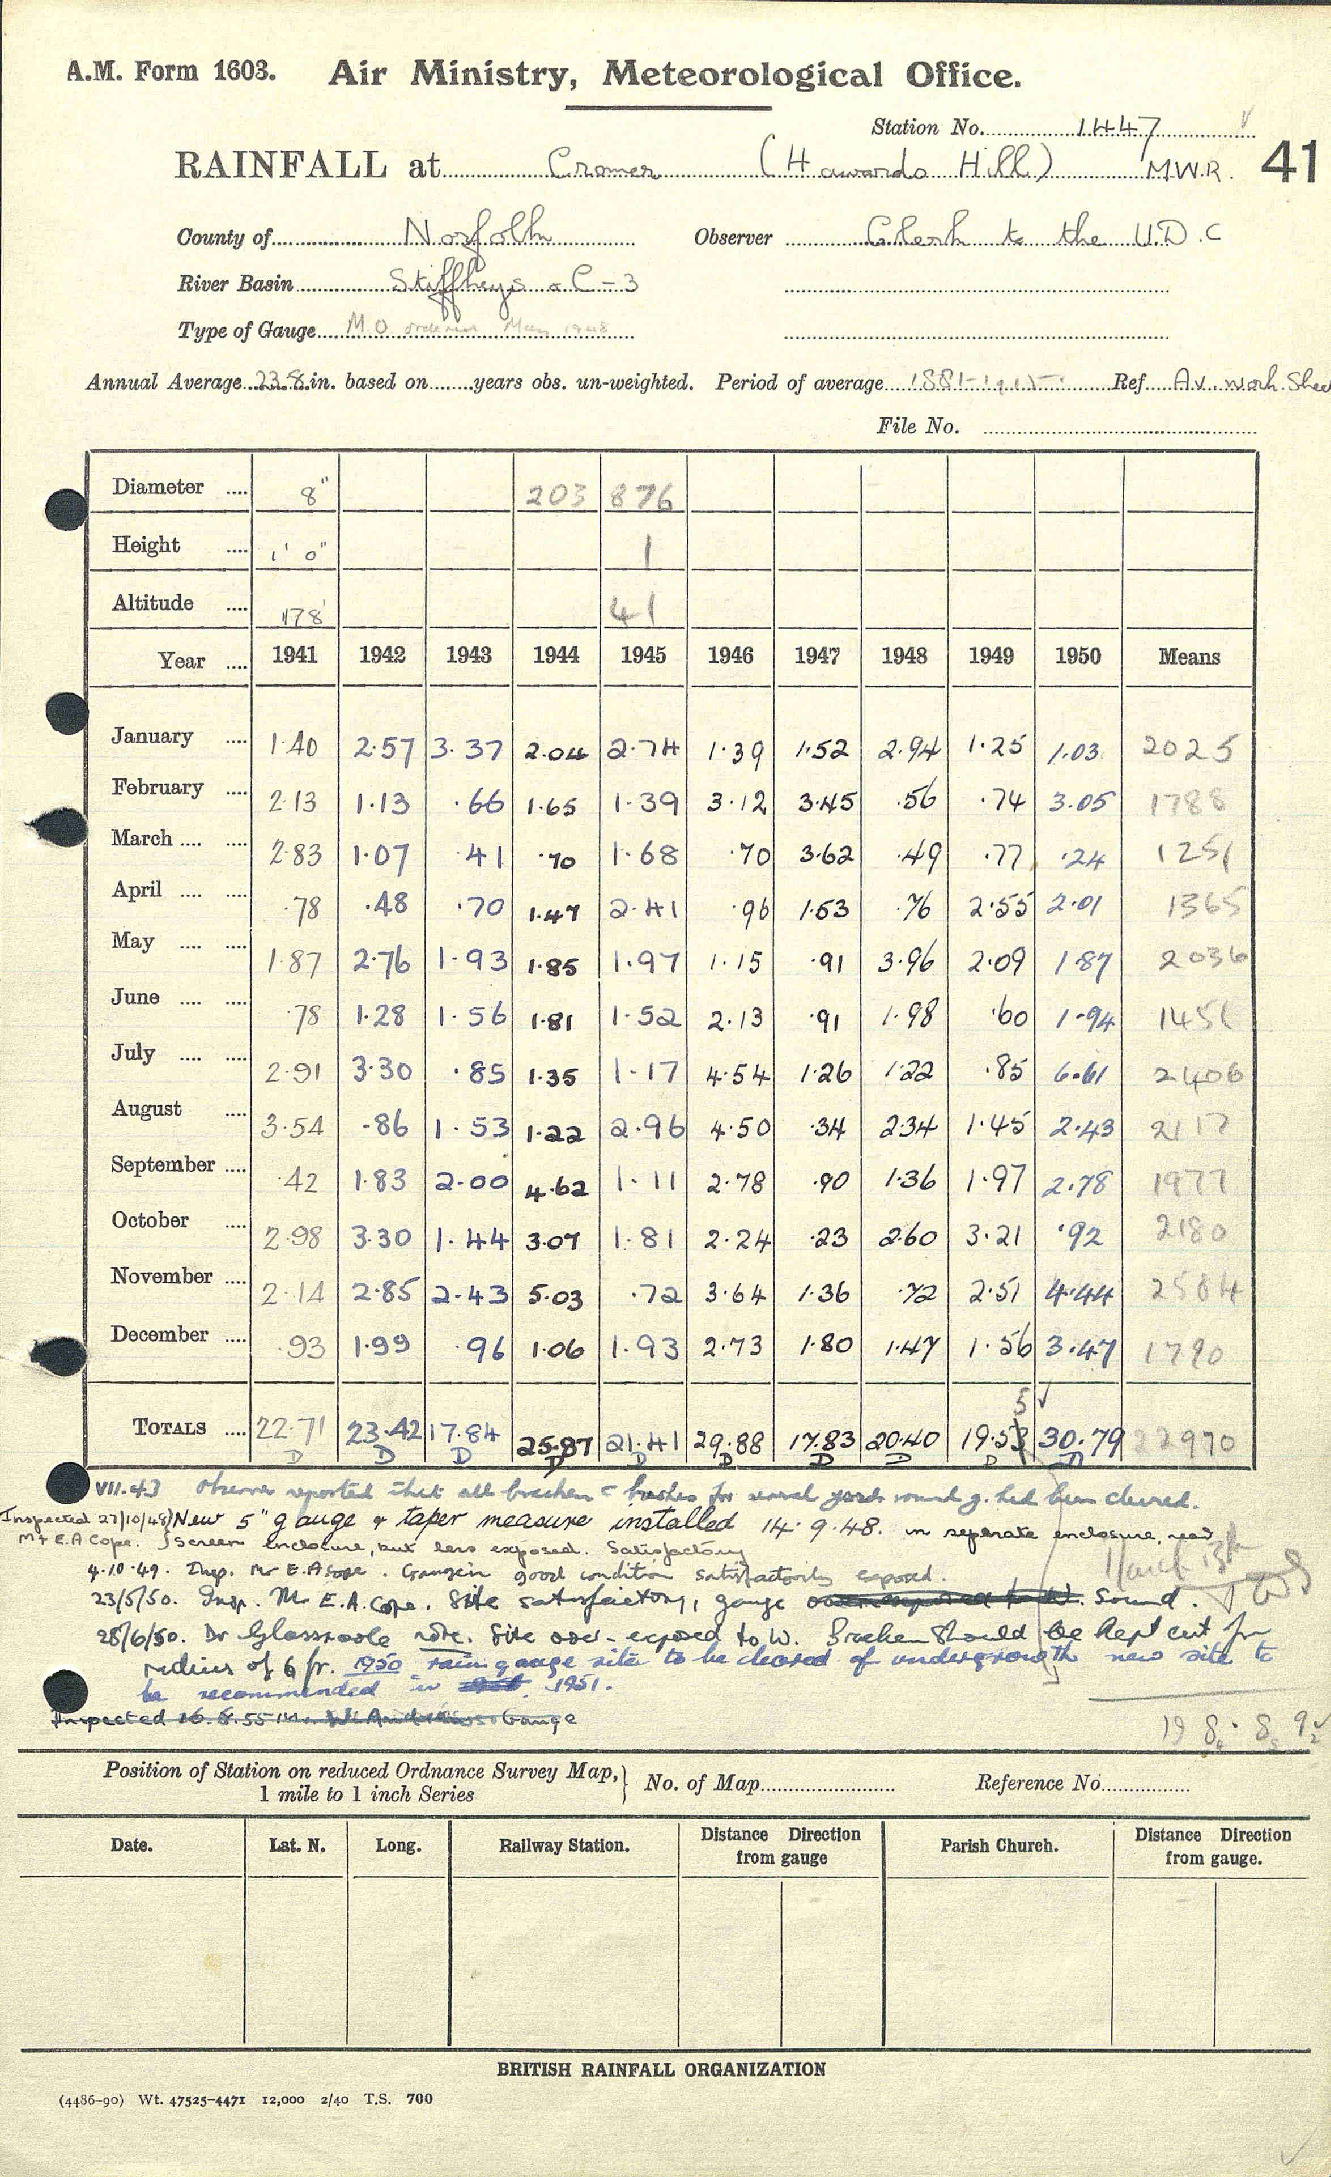 A.M. Form 1603. Air Ministry, Meteorological Office.
Station No. 1447
RAINFALL at Cromer (Howards Hill) M.W.R. 41
County of Norfolk Observer Clerk to the U.D.C
River Basin Stiffkeys & C-3
Type of Gauge M.O. May 1948
Annual Average 23.8 in. based on years obs. un-weighted. Period of average 1881-1915 Ref Av. work Shee
File No.
Diameter .... 8" 203 876
Height .... 1' 0" 1
Altitude .... 178' 41
Year .... 1941 1942 1943 1944 1945 1946 1947 1948 1949 1950 Means
January .... 1.40 2.57 3.37 2.04 2.74 1.39 1.52 2.94 1.25 1.03 2025
February .... 2.13 1.13 .66 1.65 1.39 3.12 3.45 .56 .74 3.05 1788
March .... .... 2.83 1.07 .41 .70 1.68 .70 3.62 .49 .77 .24 1251
April .... .... .78 .48 .70 1.47 2.41 .96 1.53 .76 2.55 2.01 1365
May .... .... 1.87 2.76 1.93 1.85 1.97 1.15 .91 3.96 2.09 1.87 2036
June .... .... .78 1.28 1.56 1.81 1.52 2.13 .91 1.98 .60 1.94 1451
July .... .... 2.91 3.30 .85 1.35 1.17 4.54 1.26 1.22 .85 6.61 2406
August .... 3.54 .86 1.53 1.22 2.96 4.50 .34 2.34 1.45 2.43 2117
September .... .42 1.83 2.00 4.62 1.11 2.78 .90 1.36 1.97 2.78 1977
October .... 2.98 3.30 1.44 3.07 1.81 2.24 .23 2.60 3.21 .92 2180
November .... 2.14 2.85 2.43 5.03 .72 3.64 1.36 .72 2.51 4.44 2584
December .... .93 1.99 .96 1.06 1.93 2.73 1.80 1.47 1.56 3.47 1790
5
TOTALS .... 22.71 23.42 17.84 25.87 21.41 29.88 17.83 20.40 19.53 30.79 22970
D D D D D D D D D D
VII.43 Observer reported that all bracken & bushes for several yards round g. had been cleared.
Inspected 27/10/48 New 5" gauge & taper measure installed 14.9.48. in separate enclosure, near
Mr E.A Cope. Screen enclosure, but less exposed. Satisfactory
4.10.49. Insp. Mr E.A Cope. Gauge in good condition satisfactorily exposed.
March 13th
23/5/50. Insp. Mr E.A. Cope. Site satisfactory, gauge over-exposed to W. Sound.
28/6/50. Dr Glasspoole note. Site over-exposed to W. Bracken should be kept cut for
radius of 6 ft. 1950 rain gauge site to be cleared of undergrowth new site to
be recommended in 1951.
Inspected 16.8.55 Gauge
Position of Station on reduced Ordnance Survey Map, No. of Map Reference No
1 mile to 1 inch Series
Date. Lat. N. Long. Railway Station. Distance from gauge Direction from gauge Parish Church. Distance Direction from gauge.
BRITISH RAINFALL ORGANIZATION
(4486-90) Wt. 47525-4471 12,000 2/40 T.S. 700